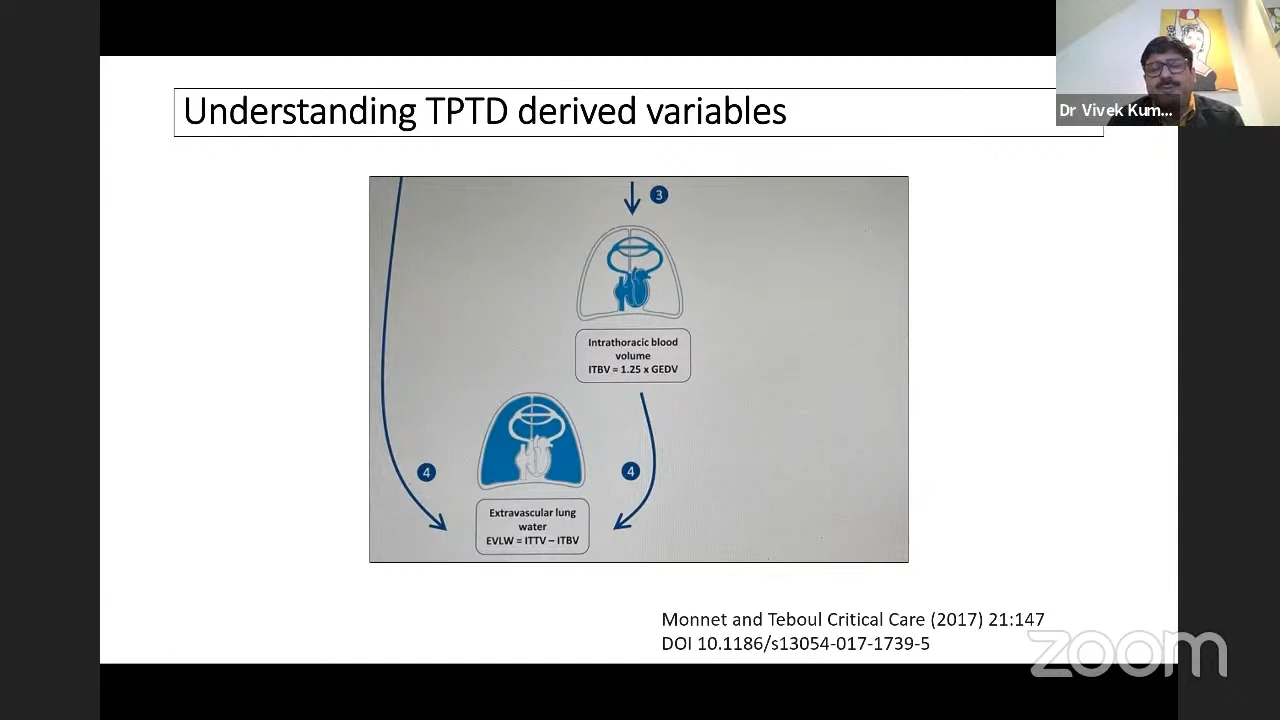 Understanding TPTD derived variables
Dr Vivek Kum...
3
Intrathoracic blood
volume
ITBV = 1.25 x GEDV
4
4
Extravascular lung
water
EVLW = ITTV – ITBV
Monnet and Teboul Critical Care (2017) 21:147
DOI 10.1186/s13054-017-1739-5
zoom